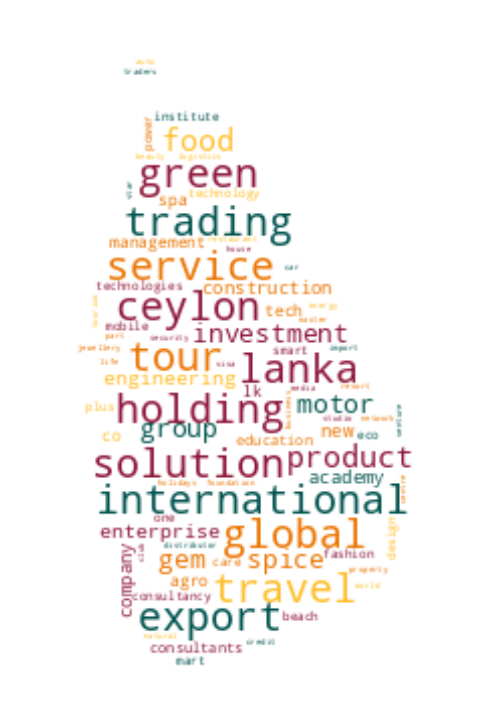 auto
traders
institute
power
food
beauty logistics
green
star
technology
spa
trading
management restaurant
house
service
car
technologies construction
ceylon
tourism
energy
tech
mobile
master
investment
part security
jewellery
smart import
tour
life visa
lanka
engineering
lk media resort
holding
business
motor
plus
venture
studio network
group
new eco
co
education
solution
product
academy
holidays foundation
international
one
enterprise
global
design
distributor
company
club
fashion
gem care spice
property
agro
travel
world
consultancy
export
beach
natural
credit
consultants
mart